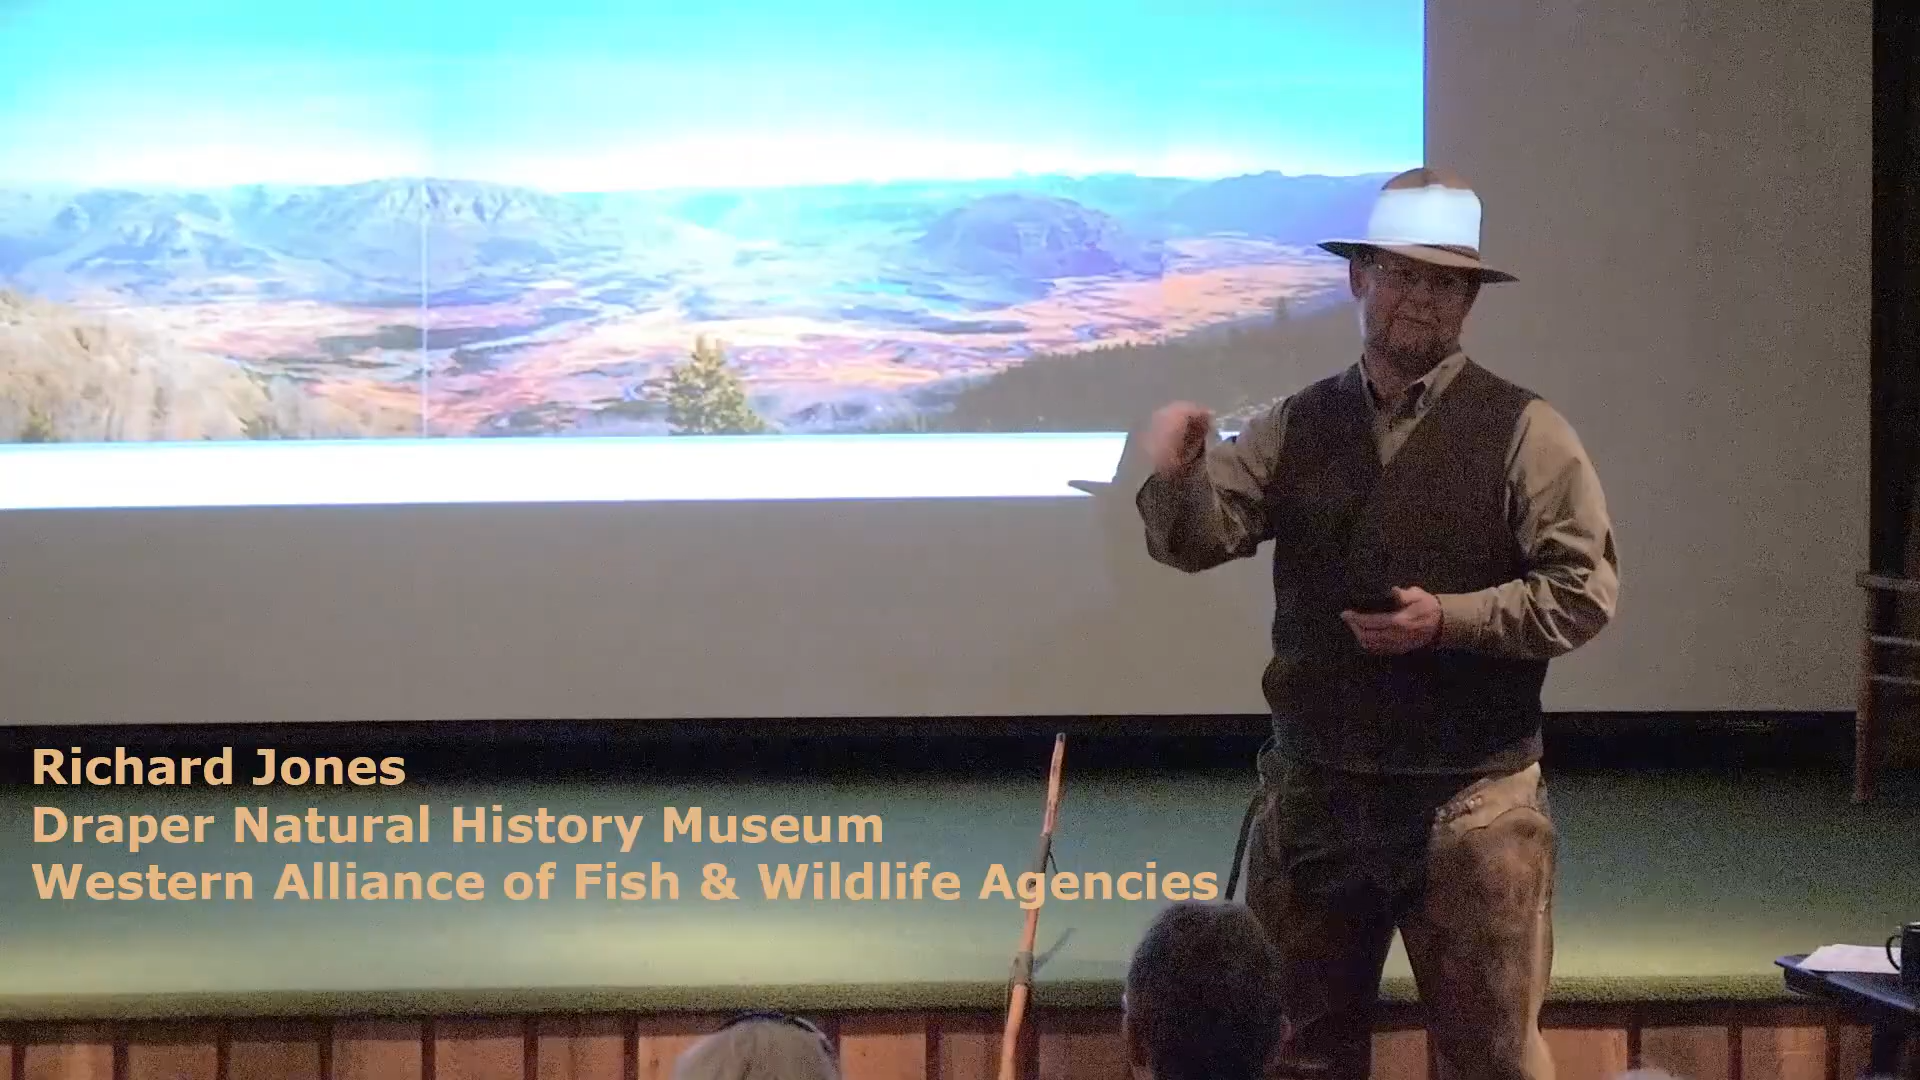 Richard Jones
Draper Natural History Museum
Western Alliance of Fish & Wildlife Agencies